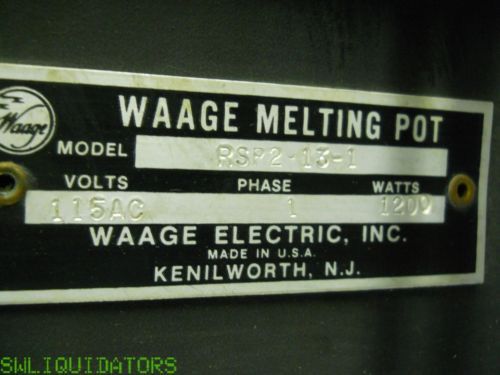 Waage
WAAGE MELTING POT
MODEL RSP2-13-1
VOLTS PHASE WATTS
115AC 1 1200
WAAGE ELECTRIC, INC.
MADE IN U.S.A.
KENILWORTH, N.J.
SWLIQUIDATORS